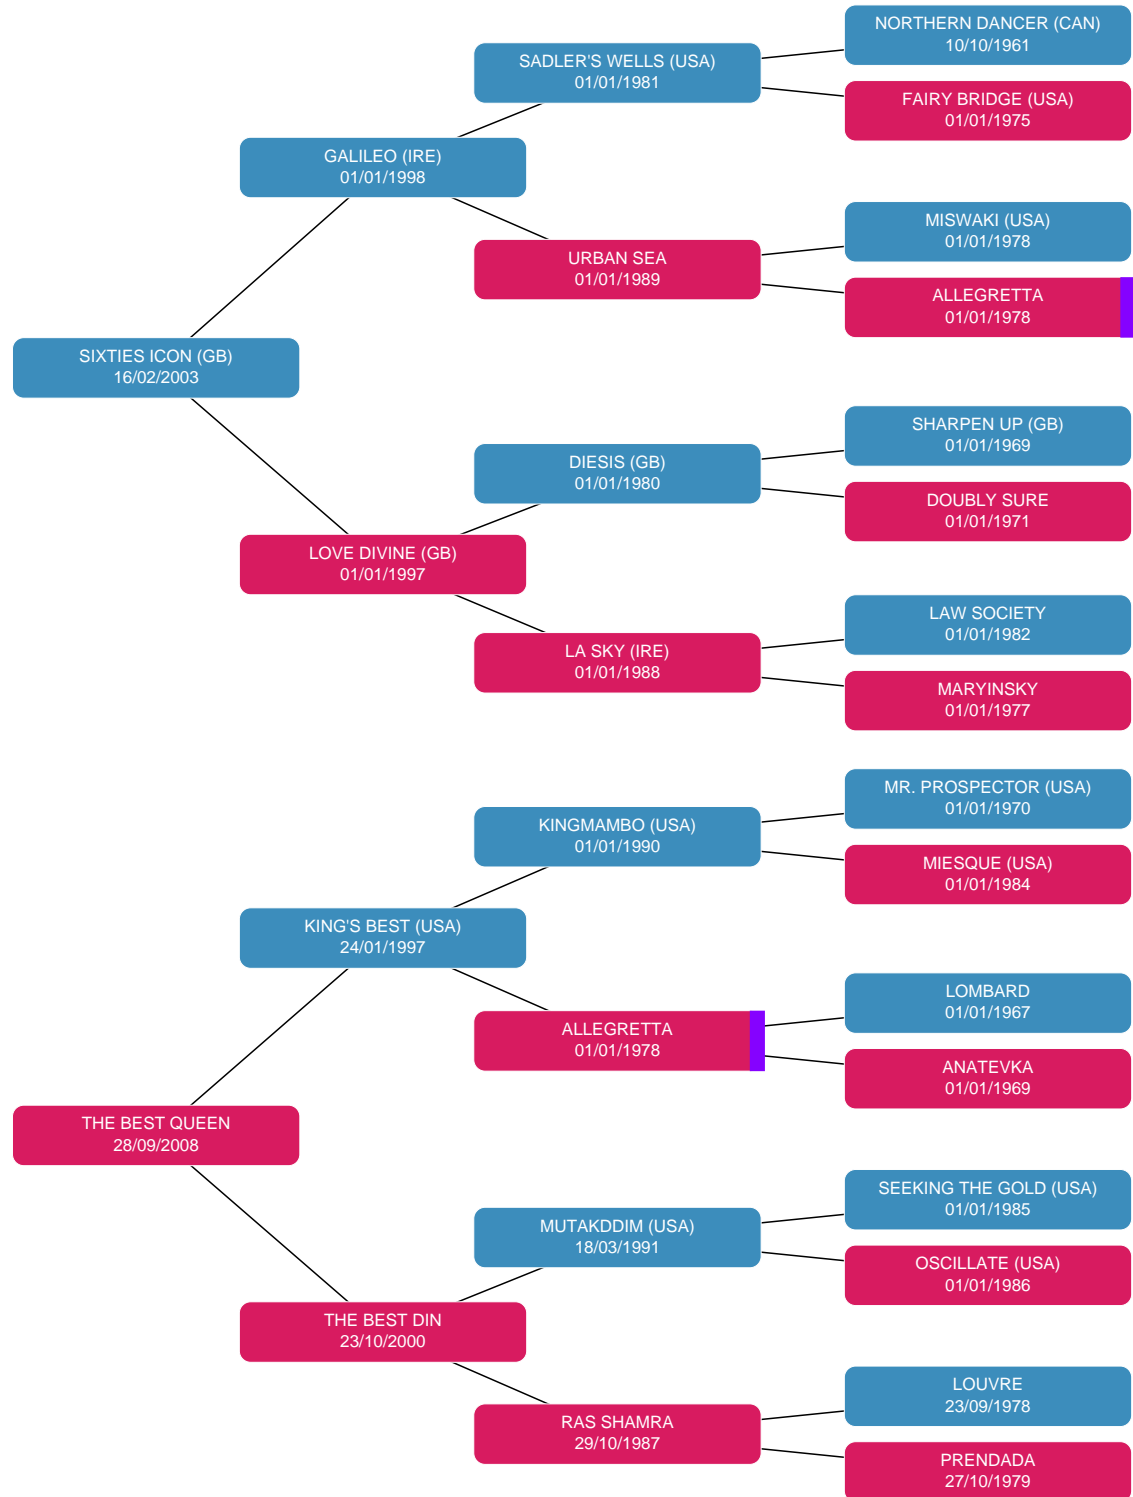 NORTHERN DANCER (CAN)
10/10/1961
SADLER'S WELLS (USA)
01/01/1981
FAIRY BRIDGE (USA)
01/01/1975
GALILEO (IRE)
01/01/1998
MISWAKI (USA)
01/01/1978
URBAN SEA
01/01/1989
ALLEGRETTA
01/01/1978
SIXTIES ICON (GB)
16/02/2003
SHARPEN UP (GB)
01/01/1969
DIESIS (GB)
01/01/1980
DOUBLY SURE
01/01/1971
LOVE DIVINE (GB)
01/01/1997
LAW SOCIETY
01/01/1982
LA SKY (IRE)
01/01/1988
MARYINSKY
01/01/1977
MR. PROSPECTOR (USA)
01/01/1970
KINGMAMBO (USA)
01/01/1990
MIESQUE (USA)
01/01/1984
KING'S BEST (USA)
24/01/1997
LOMBARD
01/01/1967
ALLEGRETTA
01/01/1978
ANATEVKA
01/01/1969
THE BEST QUEEN
28/09/2008
SEEKING THE GOLD (USA)
01/01/1985
MUTAKDDIM (USA)
18/03/1991
OSCILLATE (USA)
01/01/1986
THE BEST DIN
23/10/2000
LOUVRE
23/09/1978
RAS SHAMRA
29/10/1987
PRENDADA
27/10/1979